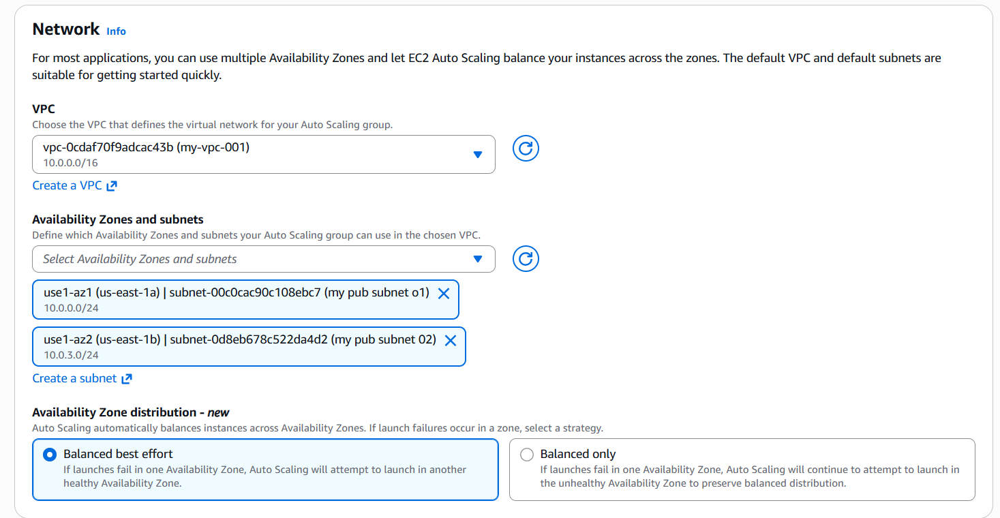 Network Info
For most applications, you can use multiple Availability Zones and let EC2 Auto Scaling balance your instances across the zones. The default VPC and default subnets are
suitable for getting started quickly.
VPC
Choose the VPC that defines the virtual network for your Auto Scaling group.
vpc-0cdaf70f9adcac43b (my-vpc-001)
10.0.0.0/16
Create a VPC
Availability Zones and subnets
Define which Availability Zones and subnets your Auto Scaling group can use in the chosen VPC.
Select Availability Zones and subnets
use1-az1 (us-east-1a) | subnet-00c0cac90c108ebc7 (my pub subnet o1)
10.0.0.0/24
use1-az2 (us-east-1b) | subnet-0d8eb678c522da4d2 (my pub subnet 02)
10.0.3.0/24
Create a subnet
Availability Zone distribution - new
Auto Scaling automatically balances instances across Availability Zones. If launch failures occur in a zone, select a strategy.
Balanced best effort
If launches fail in one Availability Zone, Auto Scaling will attempt to launch in another
healthy Availability Zone.
Balanced only
If launches fail in one Availability Zone, Auto Scaling will continue to attempt to launch in
the unhealthy Availability Zone to preserve balanced distribution.